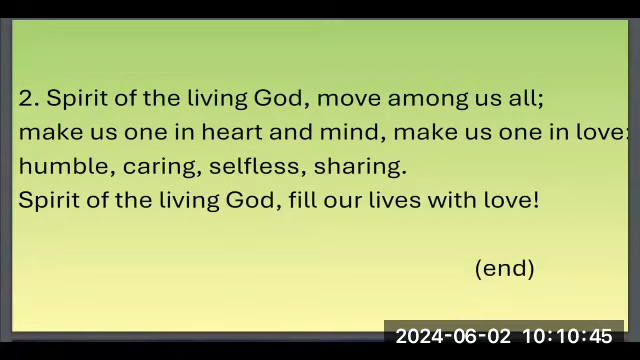 2. Spirit of the living God, move among us all;
make us one in heart and mind, make us one in love:
humble, caring, selfless, sharing.
Spirit of the living God, fill our lives with love!
(end)
2024-06-02 10:10:45